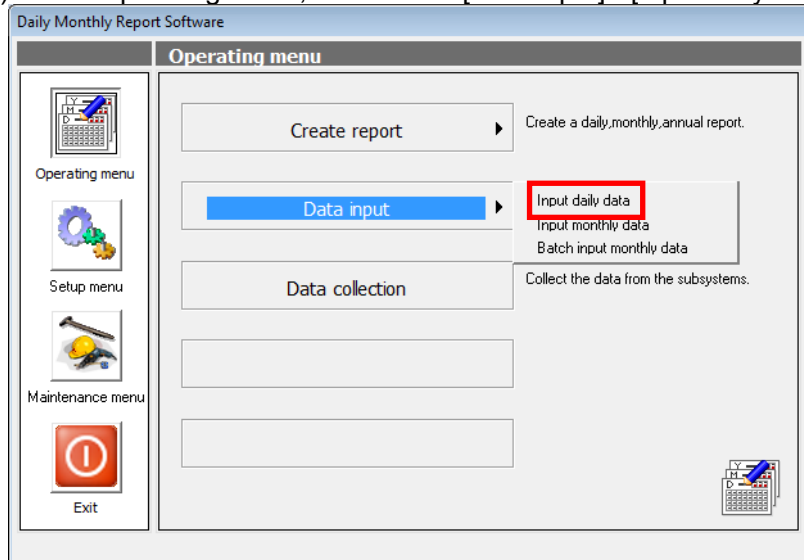 Daily Monthly Report Software
Operating menu
Operating menu
Setup menu
Maintenance menu
Exit
Create report
Create a daily,monthly,annual report.
Data input
Input daily data
Input monthly data
Batch input monthly data
Data collection
Collect the data from the subsystems.